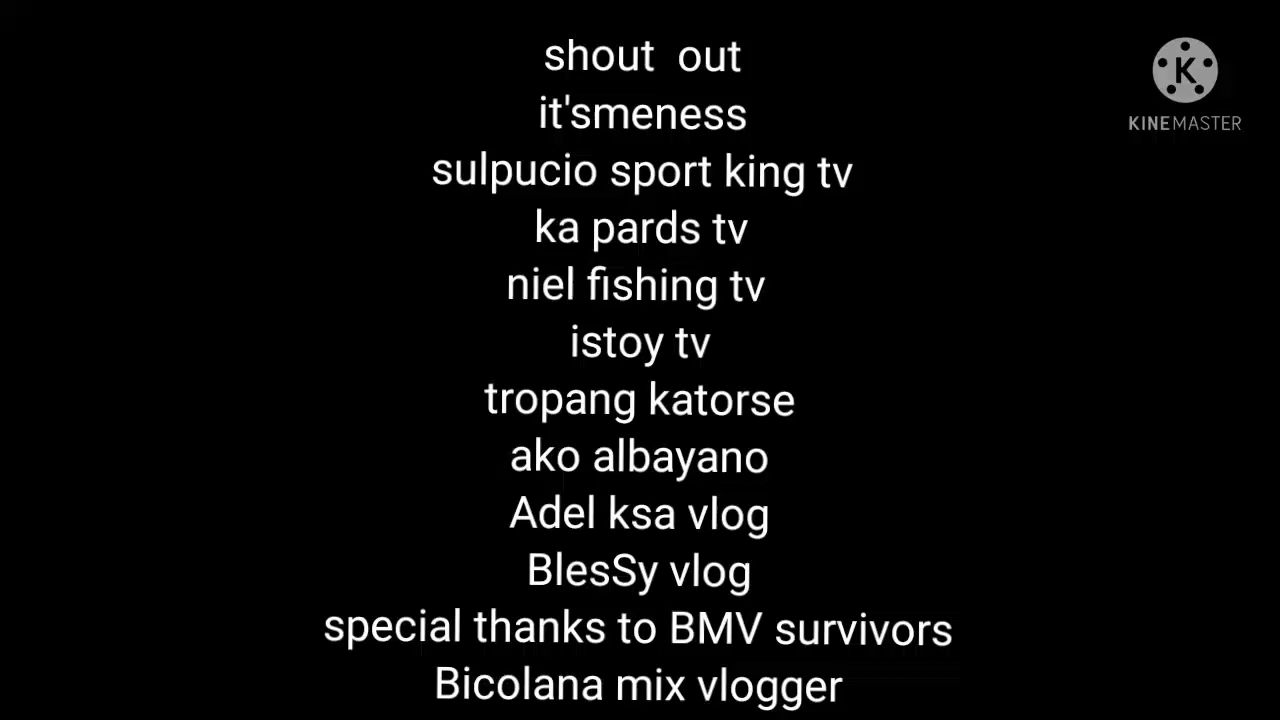 shout out
it'smeness
sulpucio sport king tv
ka pards tv
niel fishing tv
istoy tv
tropang katorse
ako albayano
Adel ksa vlog
BlesSy vlog
special thanks to BMV survivors
Bicolana mix vlogger
K
KINEMASTER